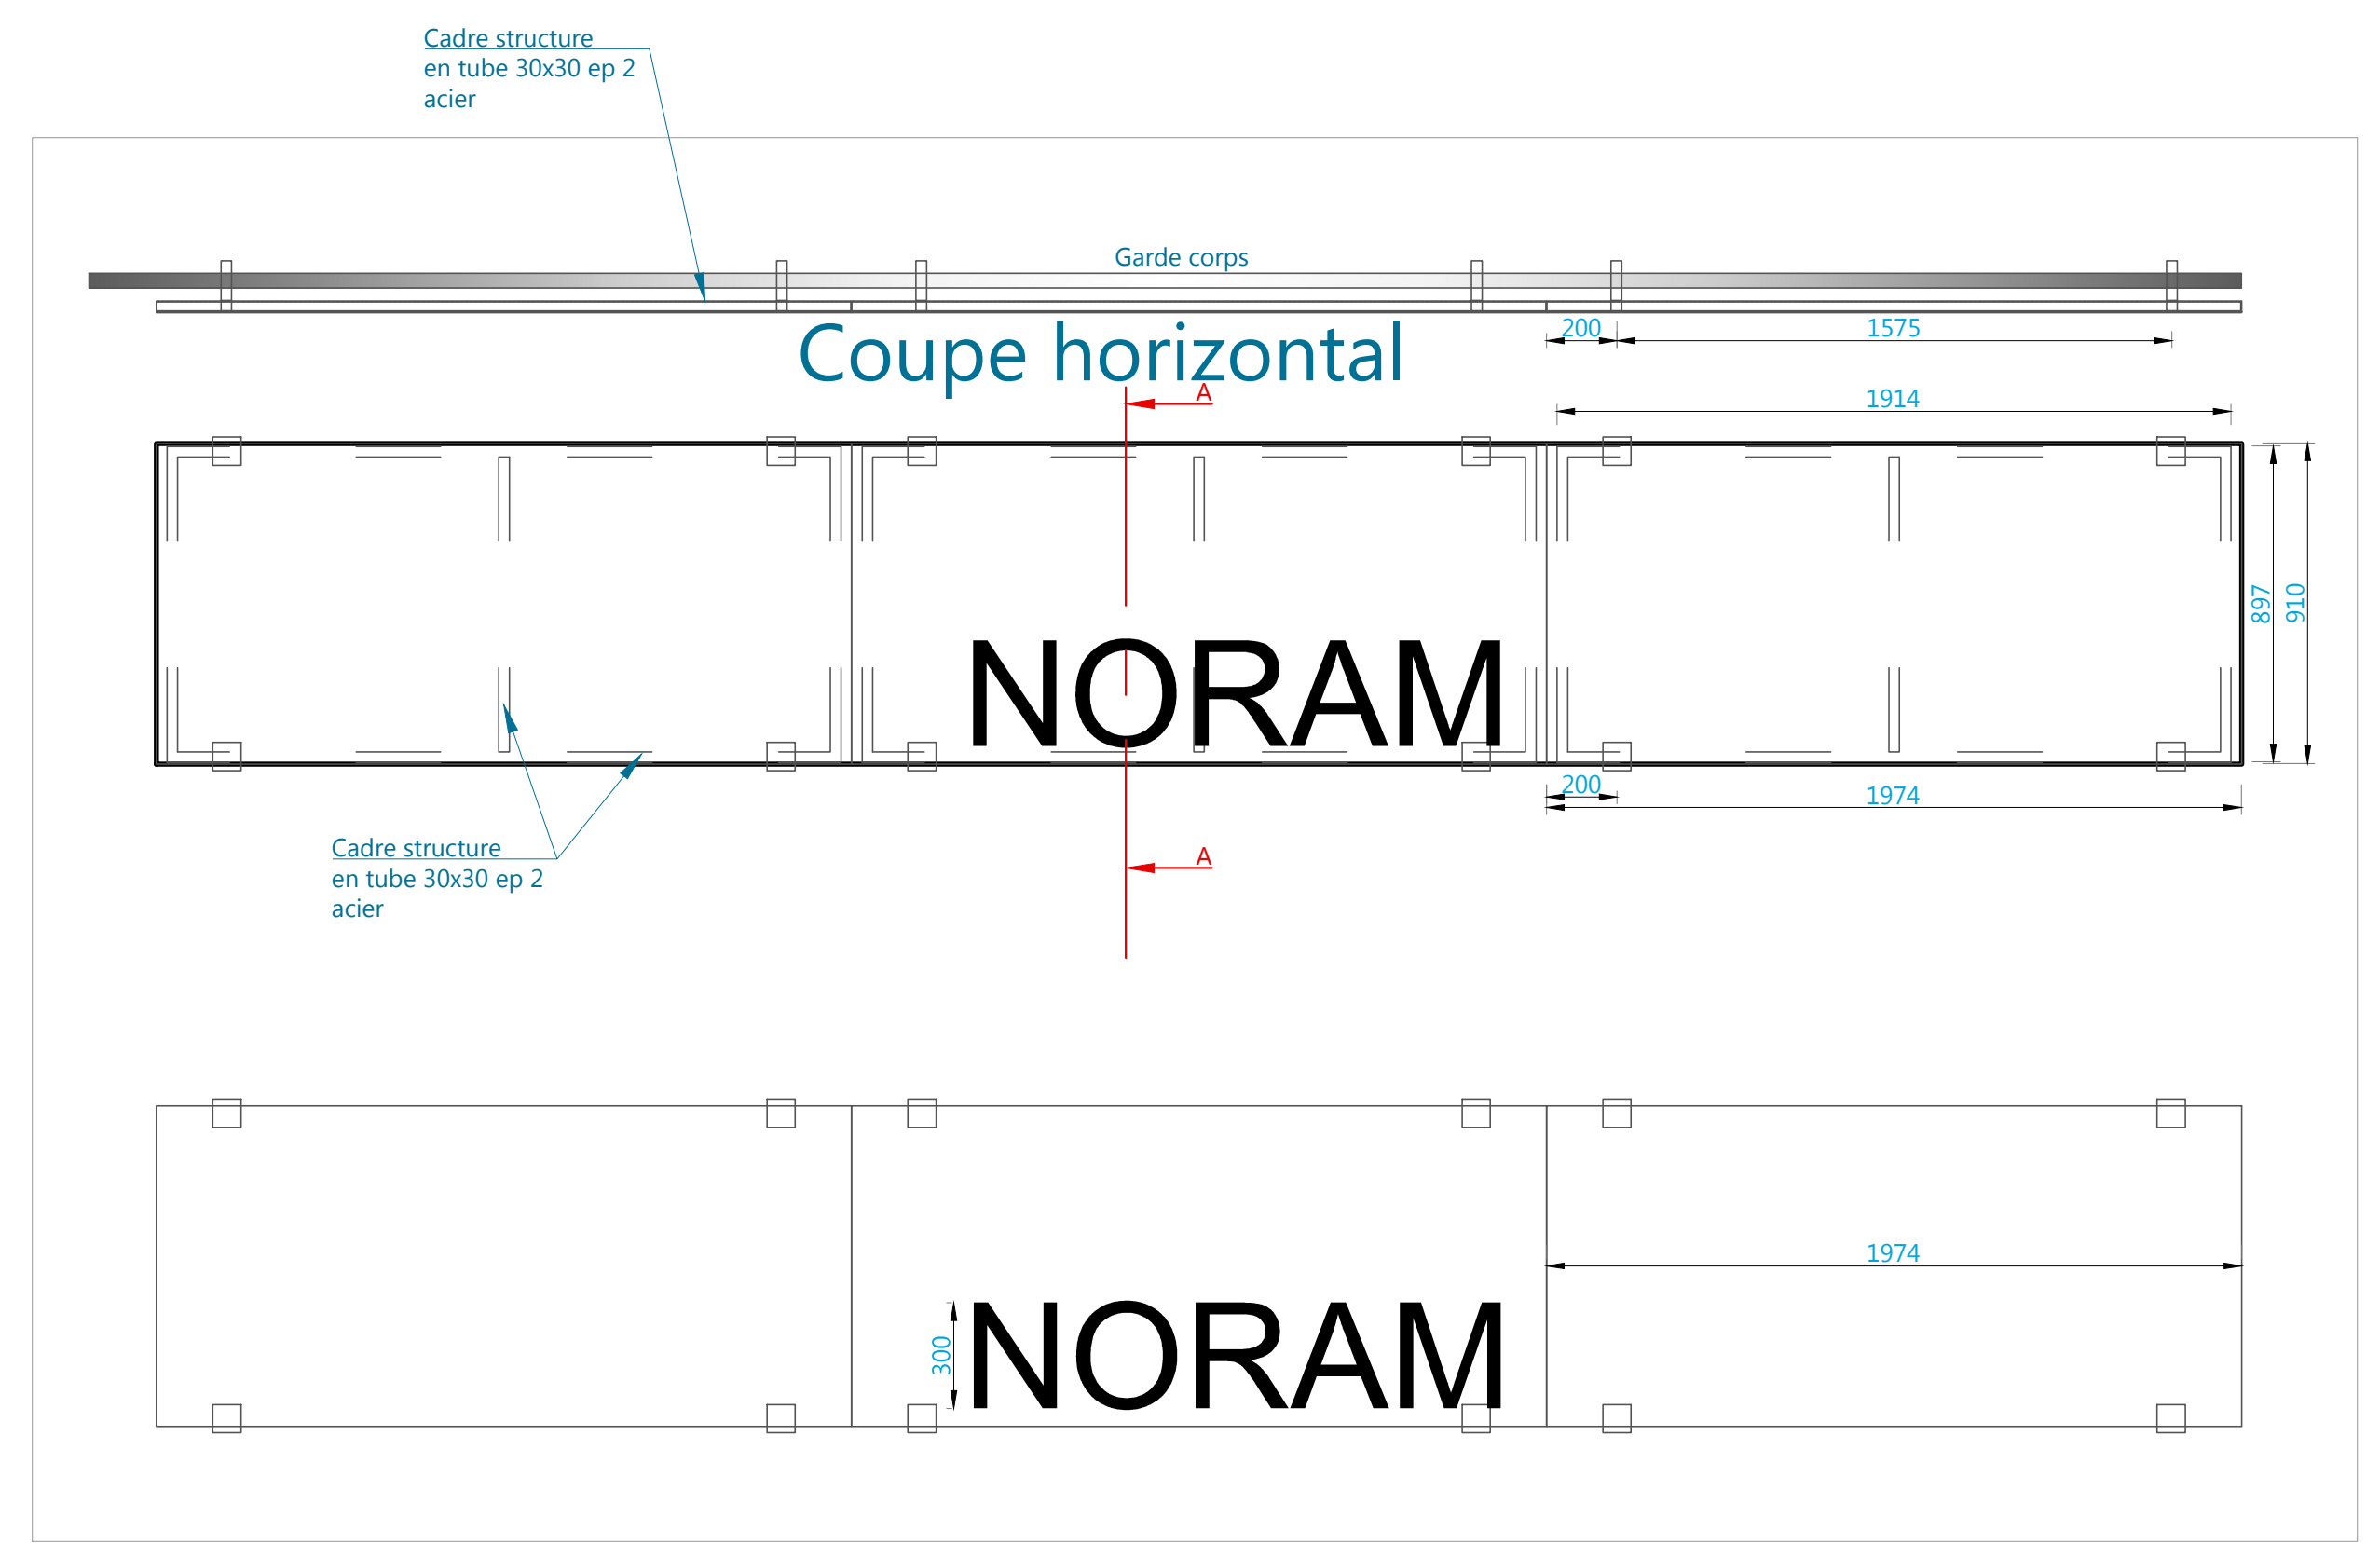 Cadre structure
en tube 30x30 ep 2
acier
Garde corps
200
1575
Coupe horizontal
A
1914
897
910
NORAM
200
1974
A
Cadre structure
en tube 30x30 ep 2
acier
1974
300
NORAM